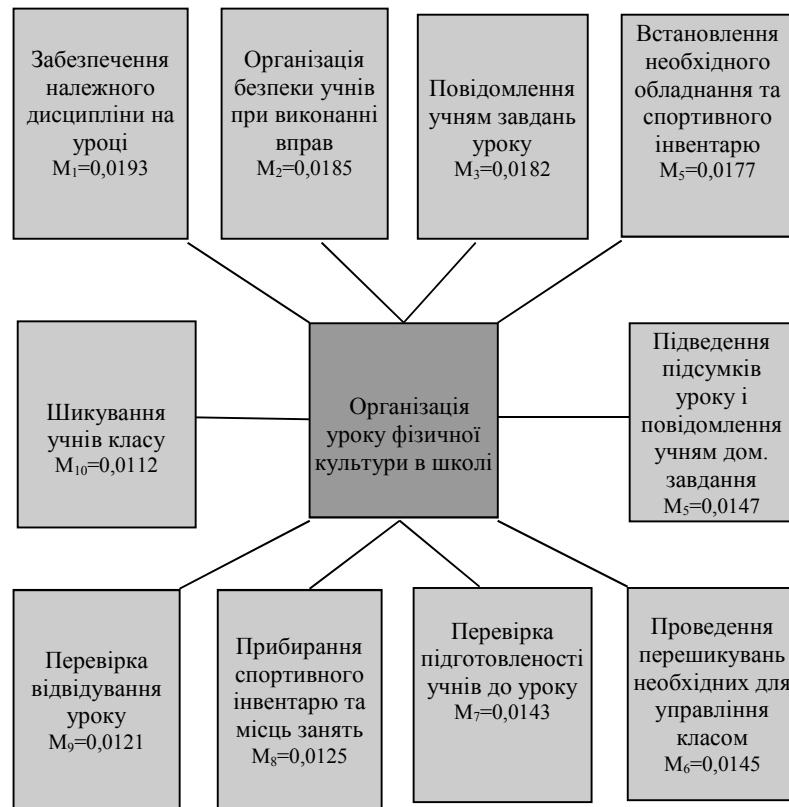 Забезпечення
належного
дисципліни на
уроці
M₁=0,0193
Організація
безпеки учнів
при виконанні
вправ
M₂=0,0185
Повідомлення
учням завдань
уроку
M₃=0,0182
Встановлення
необхідного
обладнання та
спортивного
інвентарю
M₅=0,0177
Шикування
учнів класу
M₁₀=0,0112
Організація
уроку фізичної
культури в школі
Підведення
підсумків
уроку і
повідомлення
учням дом.
завдання
M₅=0,0147
Перевірка
відвідування
уроку
M₉=0,0121
Прибирання
спортивного
інвентарю та
місць занять
M₈=0,0125
Перевірка
підготовленості
учнів до уроку
M₇=0,0143
Проведення
перешикувань
необхідних для
управління
класом
M₆=0,0145